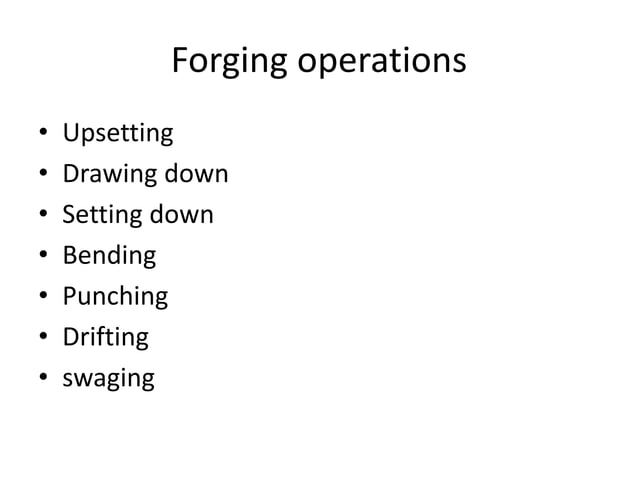 Forging operations
• Upsetting
• Drawing down
• Setting down
• Bending
• Punching
• Drifting
• swaging